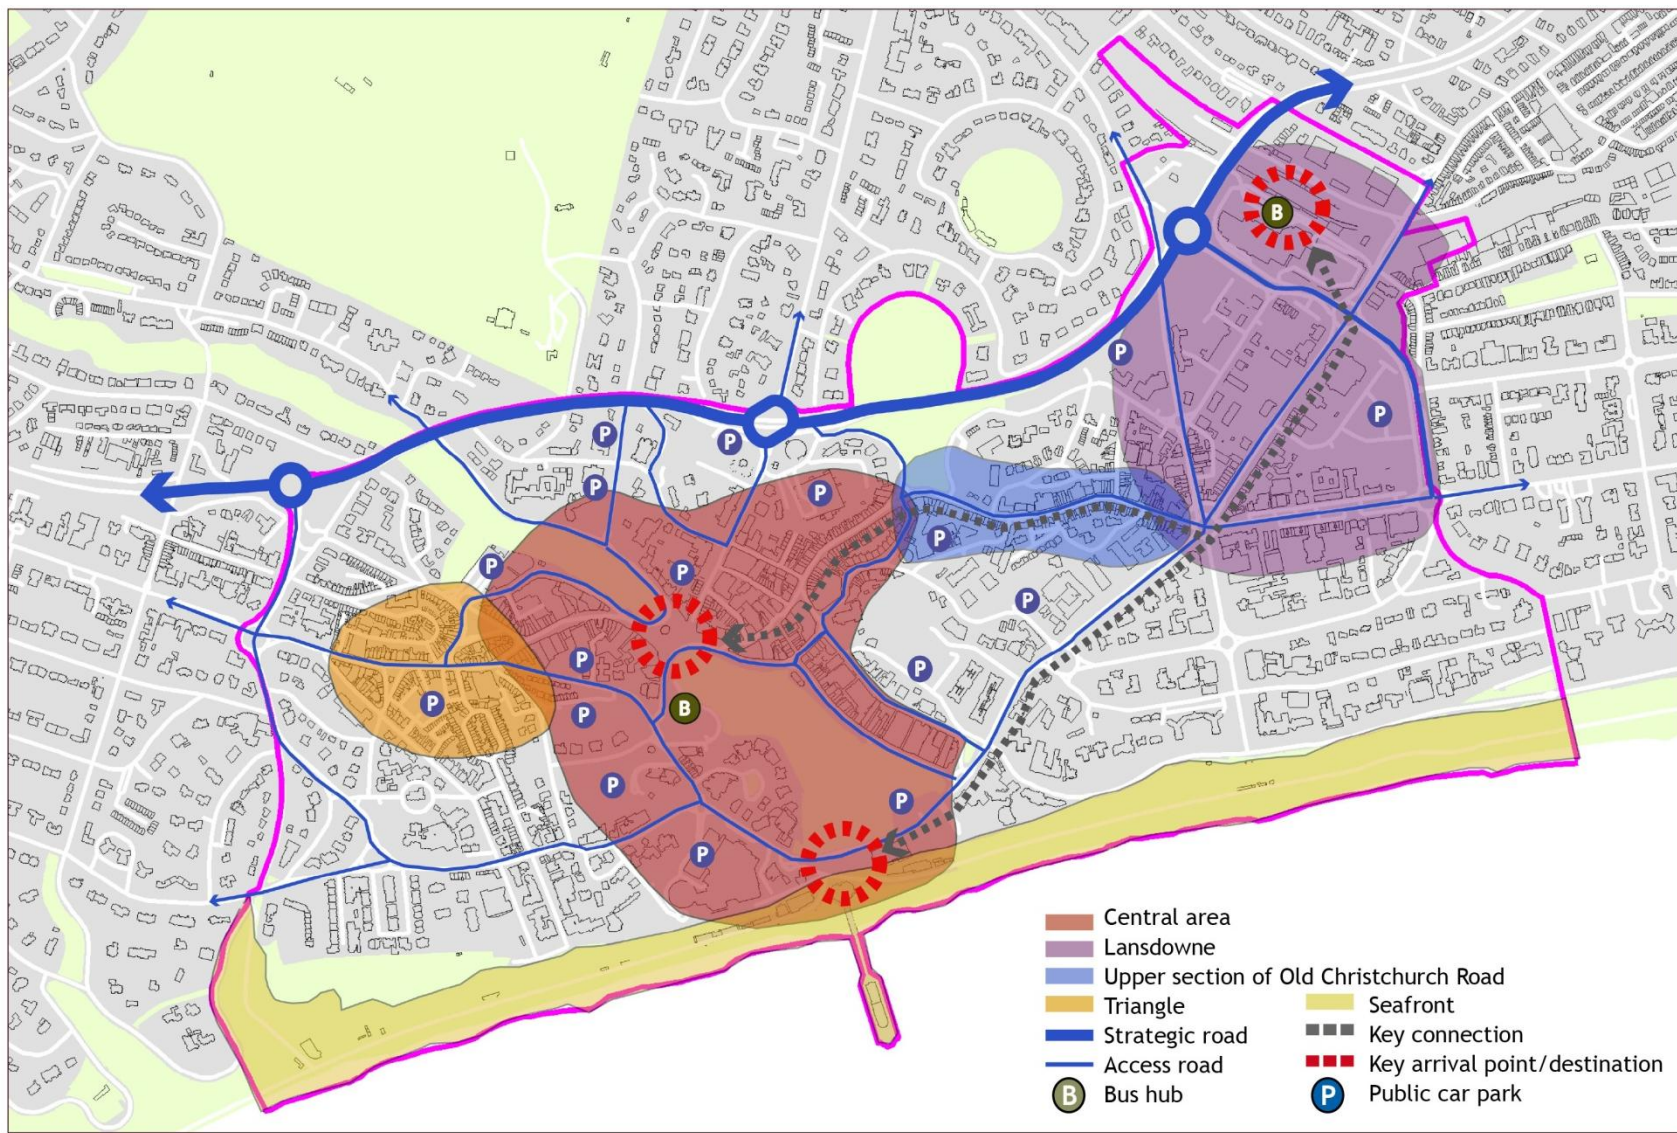 B
P
P
P
P
P
P
P
P
P
P
P
P
P
B
P
P
P
P
P
Central area
Lansdowne
Upper section of Old Christchurch Road
Triangle
Seafront
Strategic road
Key connection
Access road
Key arrival point/destination
B Bus hub
P Public car park